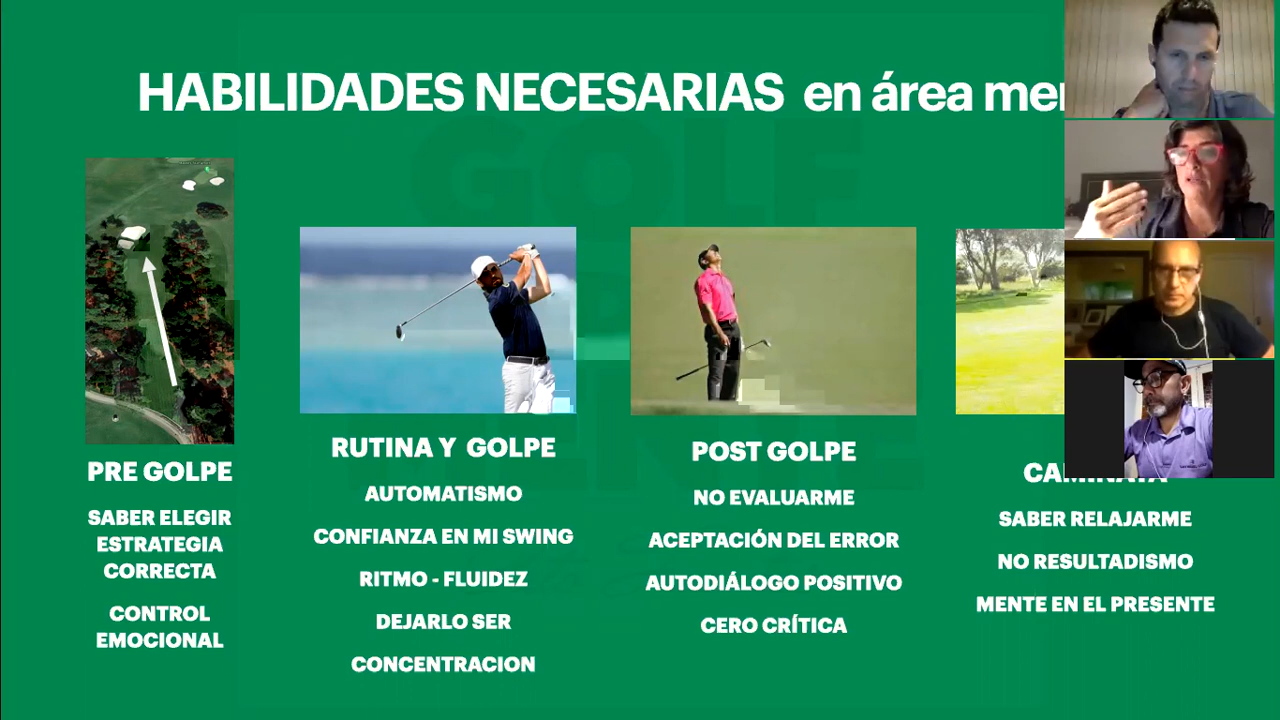 HABILIDADES NECESARIAS en área
PRE GOLPE
SABER ELEGIR
ESTRATEGIA
CORRECTA
CONTROL
EMOCIONAL
RUTINA Y GOLPE
AUTOMATISMO
CONFIANZA EN MI SWING
RITMO - FLUIDEZ
DEJARLO SER
CONCENTRACION
POST GOLPE
NO EVALUARME
ACEPTACIÓN DEL ERROR
AUTODIÁLOGO POSITIVO
CERO CRÍTICA
CAMINATA
SABER RELAJARME
NO RESULTADISMO
MENTE EN EL PRESENTE